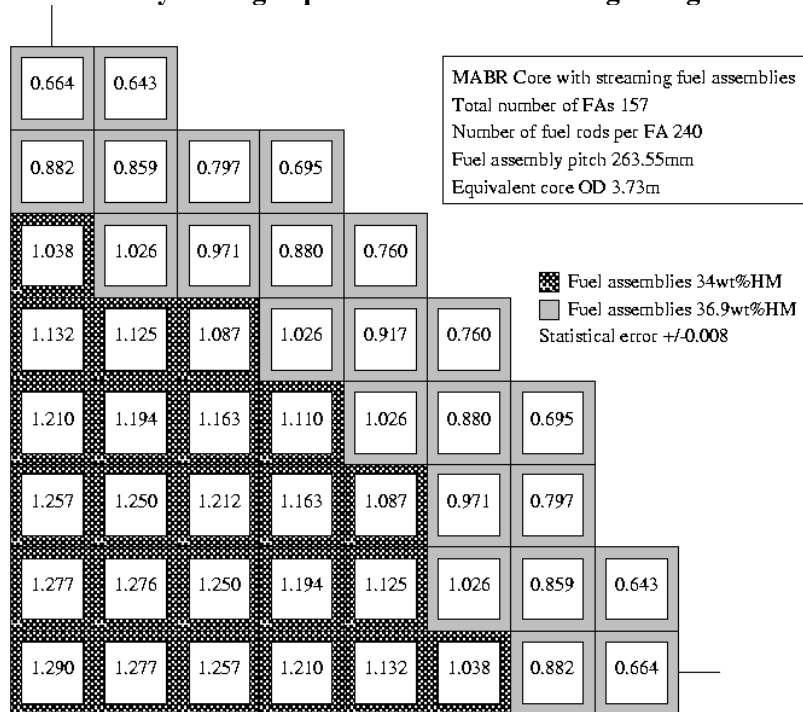 0.664 0.643
0.882 0.859 0.797 0.695
1.038 1.026 0.971 0.880 0.760
1.132 1.125 1.087 1.026 0.917 0.760
1.210 1.194 1.163 1.110 1.026 0.880 0.695
1.257 1.250 1.212 1.163 1.087 0.971 0.797
1.277 1.276 1.250 1.194 1.125 1.026 0.859 0.643
1.290 1.277 1.257 1.210 1.132 1.038 0.882 0.664
MABR Core with streaming fuel assemblies
Total number of FAs 157
Number of fuel rods per FA 240
Fuel assembly pitch 263.55mm
Equivalent core OD 3.73m
Fuel assemblies 34wt%HM
Fuel assemblies 36.9wt%HM
Statistical error +/-0.008